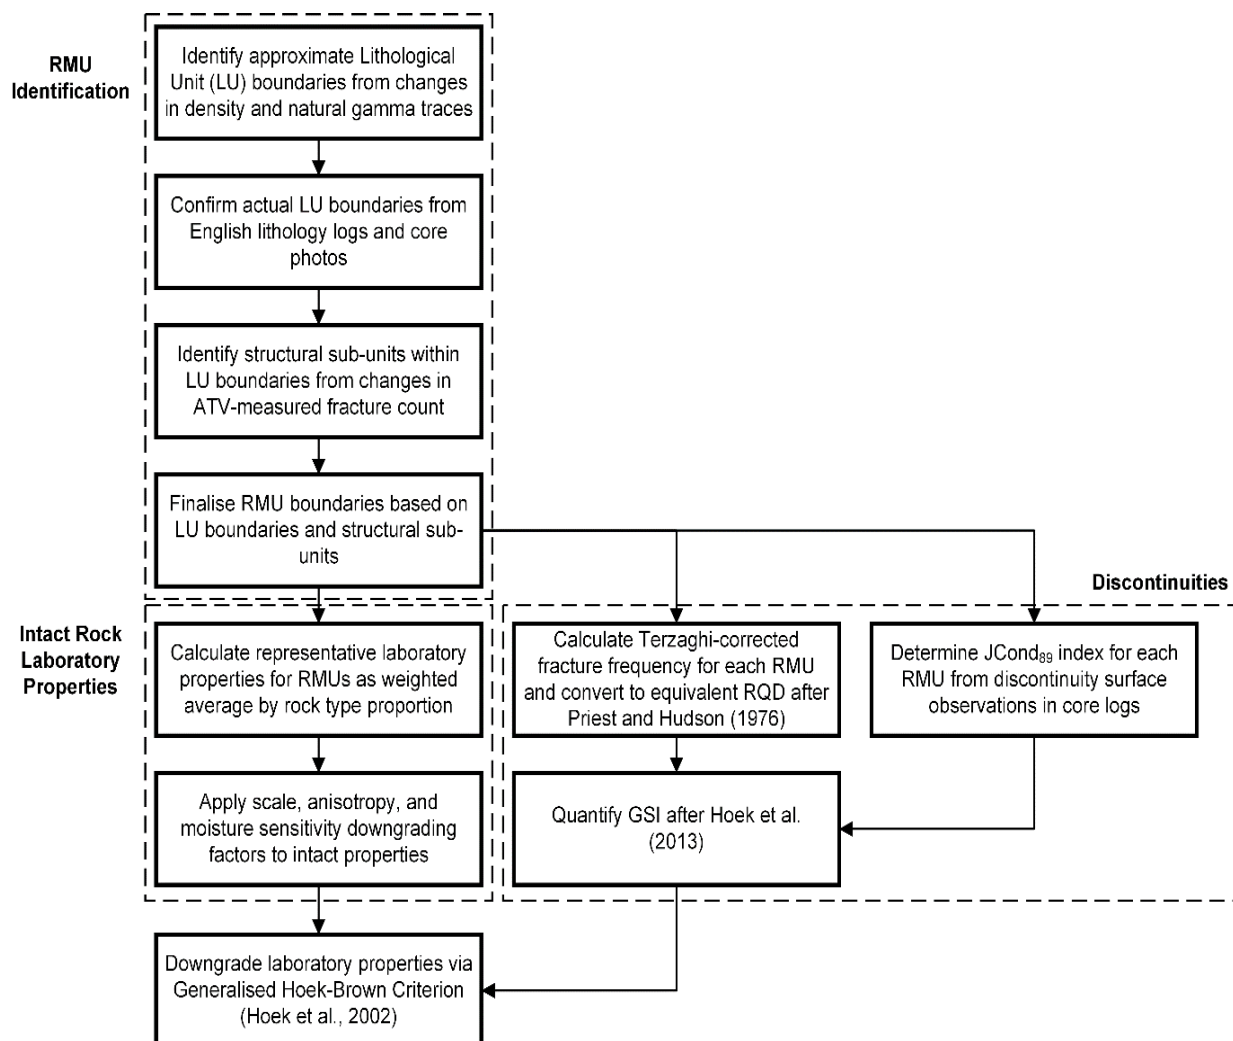 RMU
Identification
Identify approximate Lithological
Unit (LU) boundaries from changes
in density and natural gamma traces
Confirm actual LU boundaries from
English lithology logs and core
photos
Identify structural sub-units within
LU boundaries from changes in
ATV-measured fracture count
Finalise RMU boundaries based on
LU boundaries and structural sub-
units
Discontinuities
Intact Rock
Laboratory
Properties
Calculate representative laboratory
properties for RMUs as weighted
average by rock type proportion
Calculate Terzaghi-corrected
fracture frequency for each RMU
and convert to equivalent RQD after
Priest and Hudson (1976)
Determine JCond₈₉ index for each
RMU from discontinuity surface
observations in core logs
Apply scale, anisotropy, and
moisture sensitivity downgrading
factors to intact properties
Quantify GSI after Hoek et al.
(2013)
Downgrade laboratory properties via
Generalised Hoek-Brown Criterion
(Hoek et al., 2002)